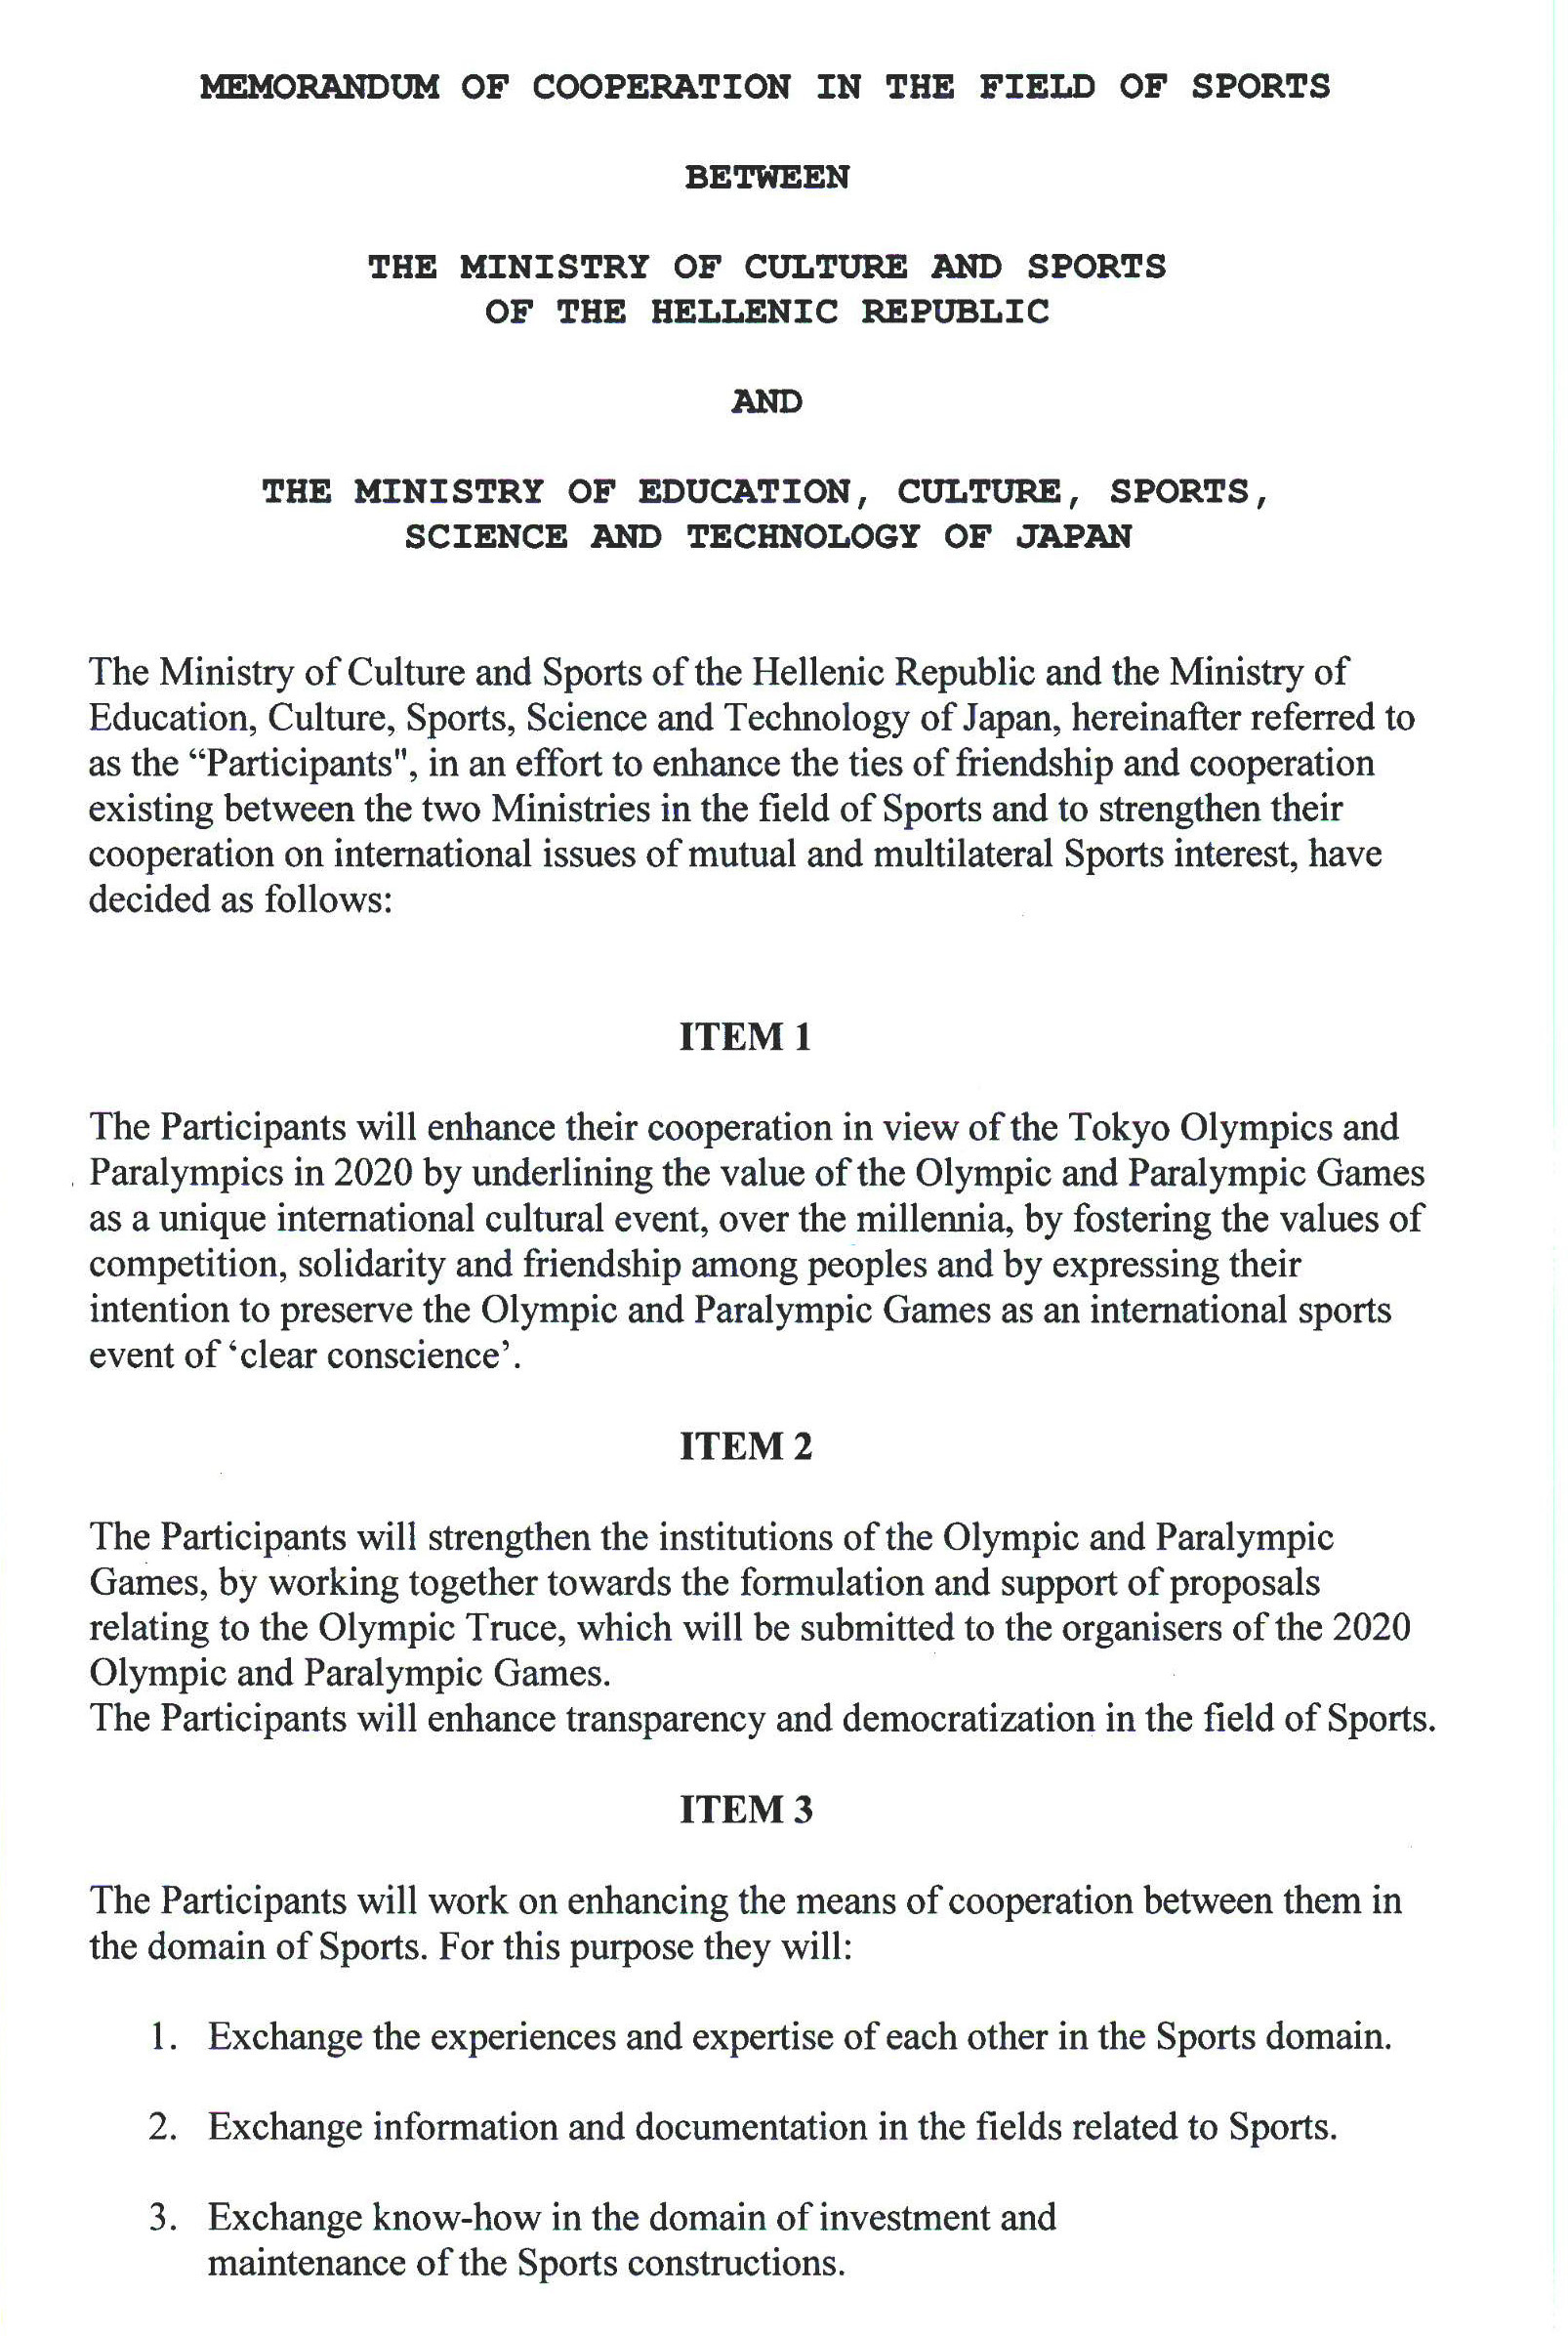 MEMORANDUM OF COOPERATION IN THE FIELD OF SPORTS
BETWEEN
THE MINISTRY OF CULTURE AND SPORTS
OF THE HELLENIC REPUBLIC
AND
THE MINISTRY OF EDUCATION, CULTURE, SPORTS,
SCIENCE AND TECHNOLOGY OF JAPAN
The Ministry of Culture and Sports of the Hellenic Republic and the Ministry of
Education, Culture, Sports, Science and Technology of Japan, hereinafter referred to
as the “Participants", in an effort to enhance the ties of friendship and cooperation
existing between the two Ministries in the field of Sports and to strengthen their
cooperation on international issues of mutual and multilateral Sports interest, have
decided as follows:
ITEM 1
The Participants will enhance their cooperation in view of the Tokyo Olympics and
Paralympics in 2020 by underlining the value of the Olympic and Paralympic Games
as a unique international cultural event, over the millennia, by fostering the values of
competition, solidarity and friendship among peoples and by expressing their
intention to preserve the Olympic and Paralympic Games as an international sports
event of ‘clear conscience’.
ITEM 2
The Participants will strengthen the institutions of the Olympic and Paralympic
Games, by working together towards the formulation and support of proposals
relating to the Olympic Truce, which will be submitted to the organisers of the 2020
Olympic and Paralympic Games.
The Participants will enhance transparency and democratization in the field of Sports.
ITEM 3
The Participants will work on enhancing the means of cooperation between them in
the domain of Sports. For this purpose they will:
1. Exchange the experiences and expertise of each other in the Sports domain.
2. Exchange information and documentation in the fields related to Sports.
3. Exchange know-how in the domain of investment and
maintenance of the Sports constructions.